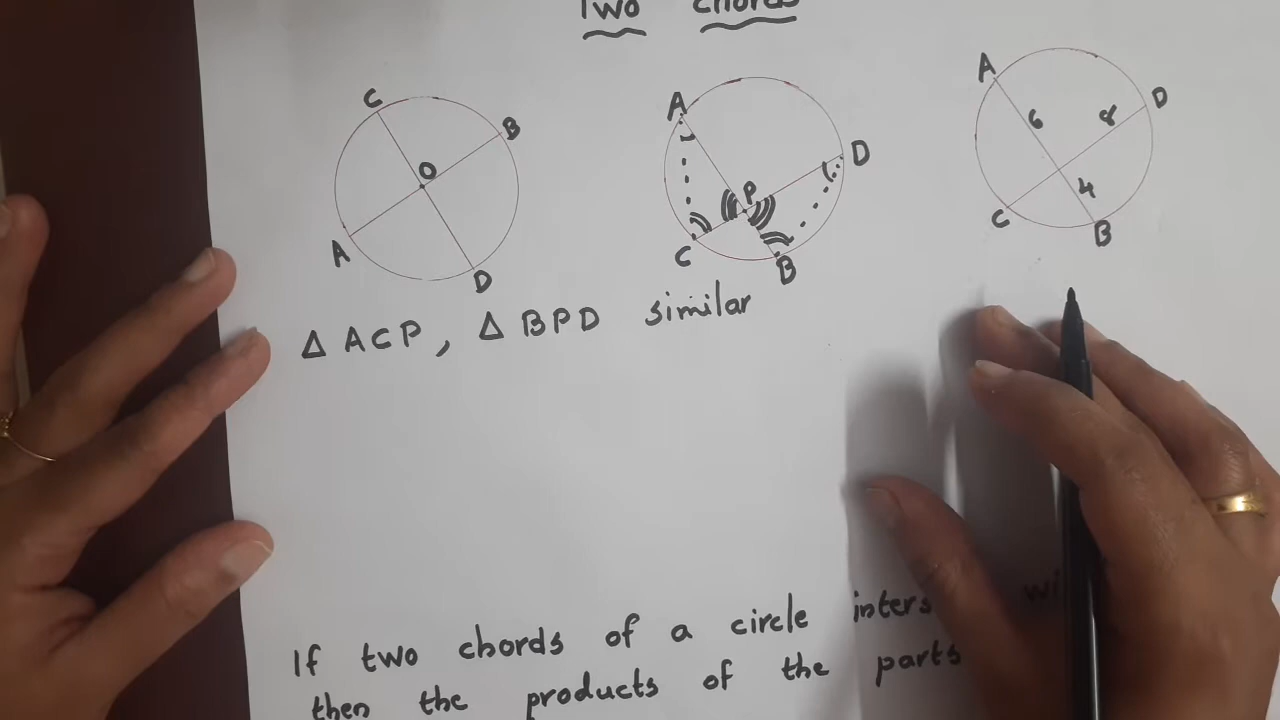 Two Chords
C
B
O
A
D
A
D
P
C
B
A
D
6
8
4
C
B
Δ ACP, Δ BPD similar
If two chords of a circle
then the products of the parts